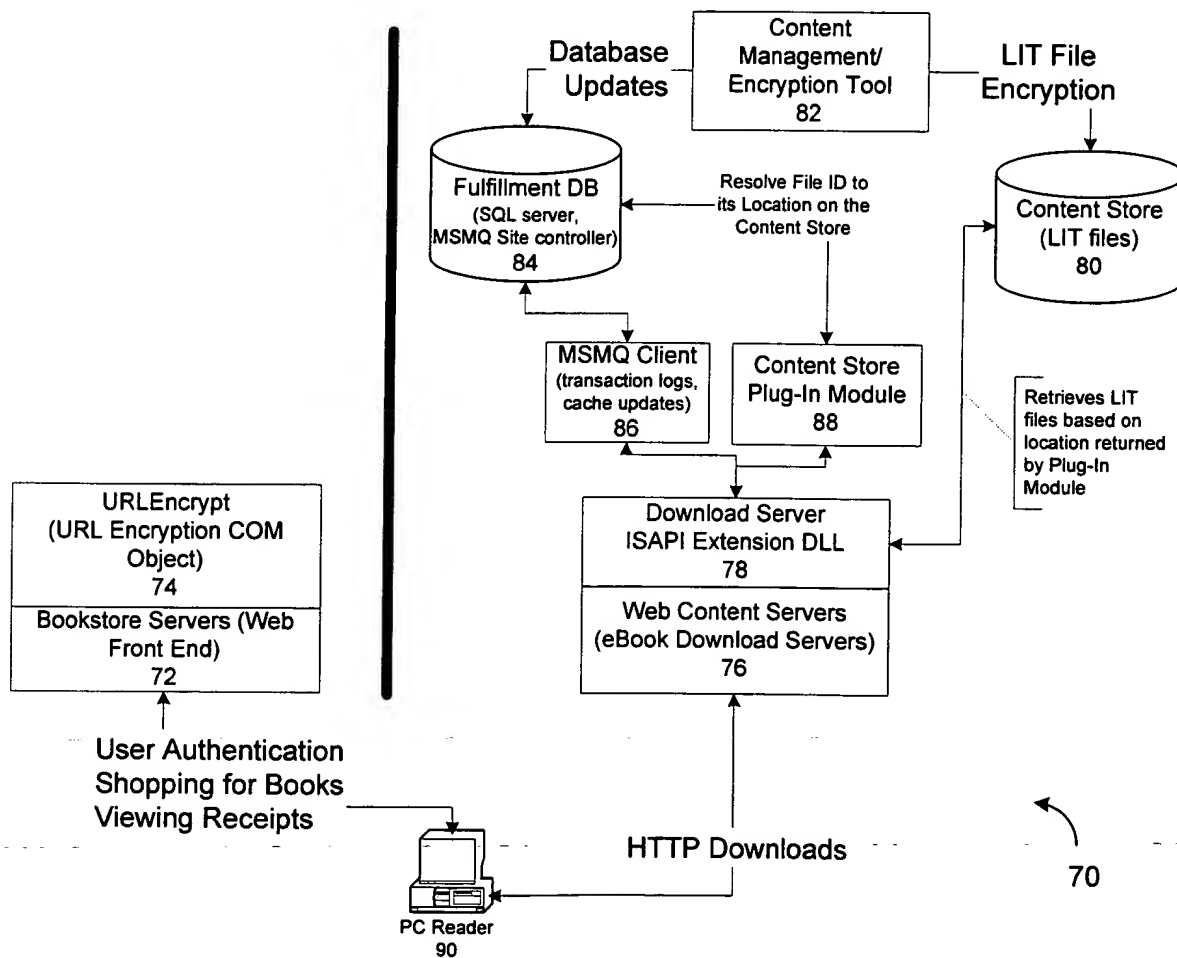 Content
Management/
Encryption Tool
82
Database
Updates
LIT File
Encryption
Fulfillment DB
(SQL server,
MSMQ Site controller)
84
Resolve File ID to
its Location on the
Content Store
Content Store
(LIT files)
80
MSMQ Client
(transaction logs,
cache updates)
86
Content Store
Plug-In Module
88
Retrieves LIT
files based on
location returned
by Plug-In
Module
URLEncrypt
(URL Encryption COM
Object)
74
Bookstore Servers (Web
Front End)
72
Download Server
ISAPI Extension DLL
78
Web Content Servers
(eBook Download Servers)
76
User Authentication
Shopping for Books
Viewing Receipts
HTTP Downloads
70
PC Reader
90